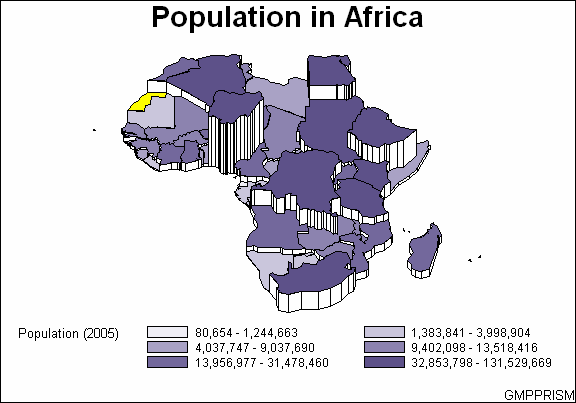 Population in Africa
Population (2005)
80,654 - 1,244,663
1,383,841 - 3,998,904
4,037,747 - 9,037,690
9,402,098 - 13,518,416
13,956,977 - 31,478,460
32,853,798 - 131,529,669
GMPPRISM